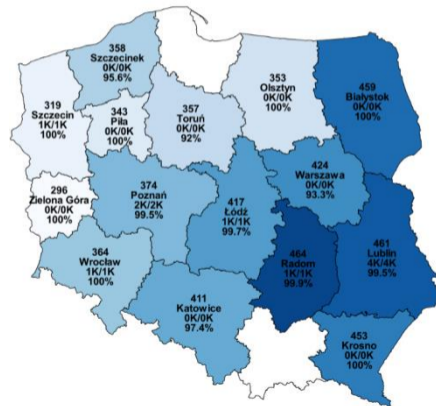 358
Szczecinek
0K/0K
95.6%
353
Olsztyn
0K/0K
100%
459
Białystok
0K/0K
100%
319
Szczecin
1K/1K
100%
343
Piła
0K/0K
100%
357
Toruń
0K/0K
92%
424
Warszawa
0K/0K
93.3%
296
Zielona Góra
0K/0K
100%
374
Poznań
2K/2K
99.5%
417
Łódź
1K/1K
99.7%
464
Radom
1K/1K
99.9%
461
Lublin
4K/4K
99.5%
364
Wrocław
1K/1K
100%
411
Katowice
0K/0K
97.4%
453
Krosno
0K/0K
100%